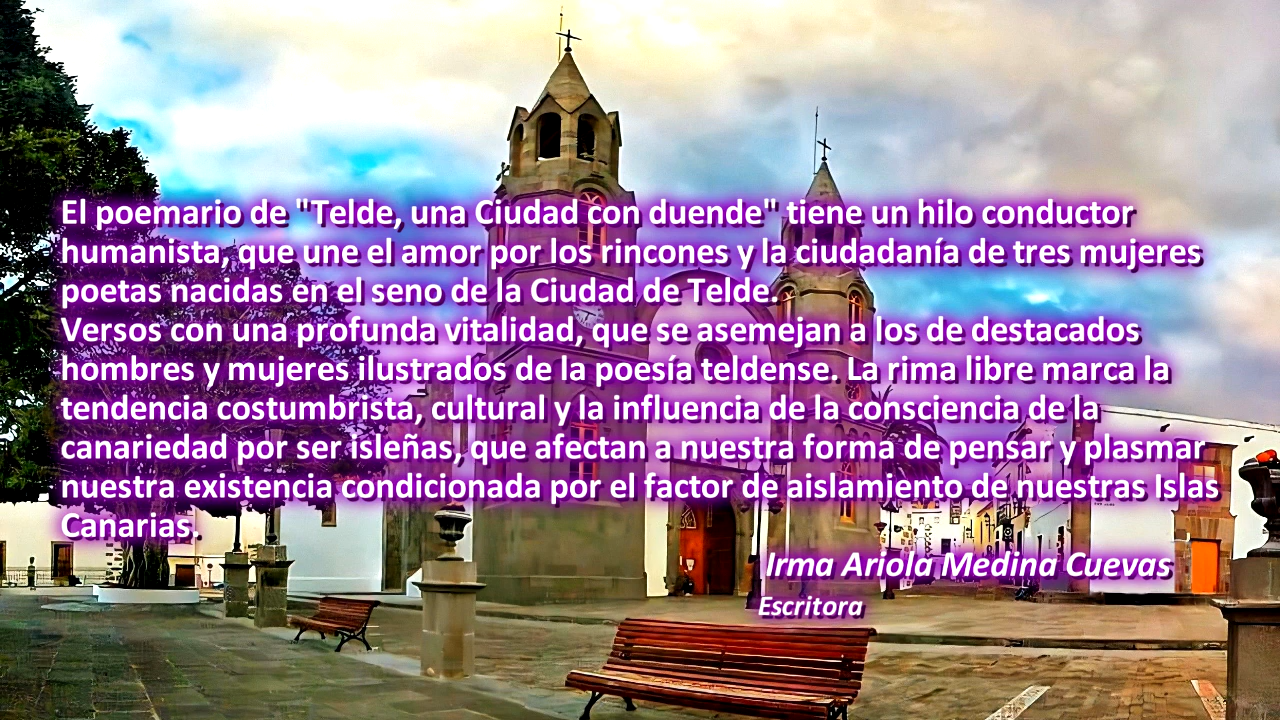 El poemario de "Telde, una Ciudad con duende" tiene un hilo conductor
humanista, que une el amor por los rincones y la ciudadanía de tres mujeres
poetas nacidas en el seno de la Ciudad de Telde.
Versos con una profunda vitalidad, que se asemejan a los de destacados
hombres y mujeres ilustrados de la poesía teldense. La rima libre marca la
tendencia costumbrista, cultural y la influencia de la consciencia de la
canariedad por ser isleñas, que afectan a nuestra forma de pensar y plasmar
nuestra existencia condicionada por el factor de aislamiento de nuestras Islas
Canarias.
Irma Ariola Medina Cuevas
Escritora